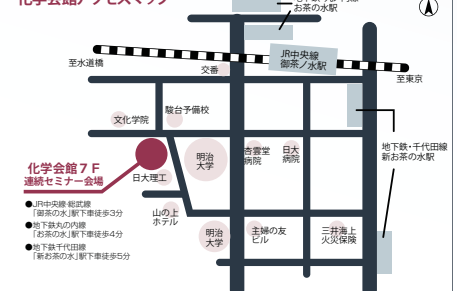 化学会館アクセスマップ
お茶の水駅
JR中央線
御茶ノ水駅
至水道橋
交番
至東京
駿台予備校
文化学院
地下鉄・千代田線
新お茶の水駅
明治
大学
杏雲堂
病院
日大
病院
化学会館7F
連続セミナー会場
日大理工
●JR中央線・総武線
「御茶の水」駅下車徒歩3分
●地下鉄丸の内線
「お茶の水」駅下車徒歩4分
●地下鉄千代田線
「新お茶の水」駅下車徒歩5分
山の上
ホテル
明治
大学
主婦の友
ビル
三井海上
火災保険